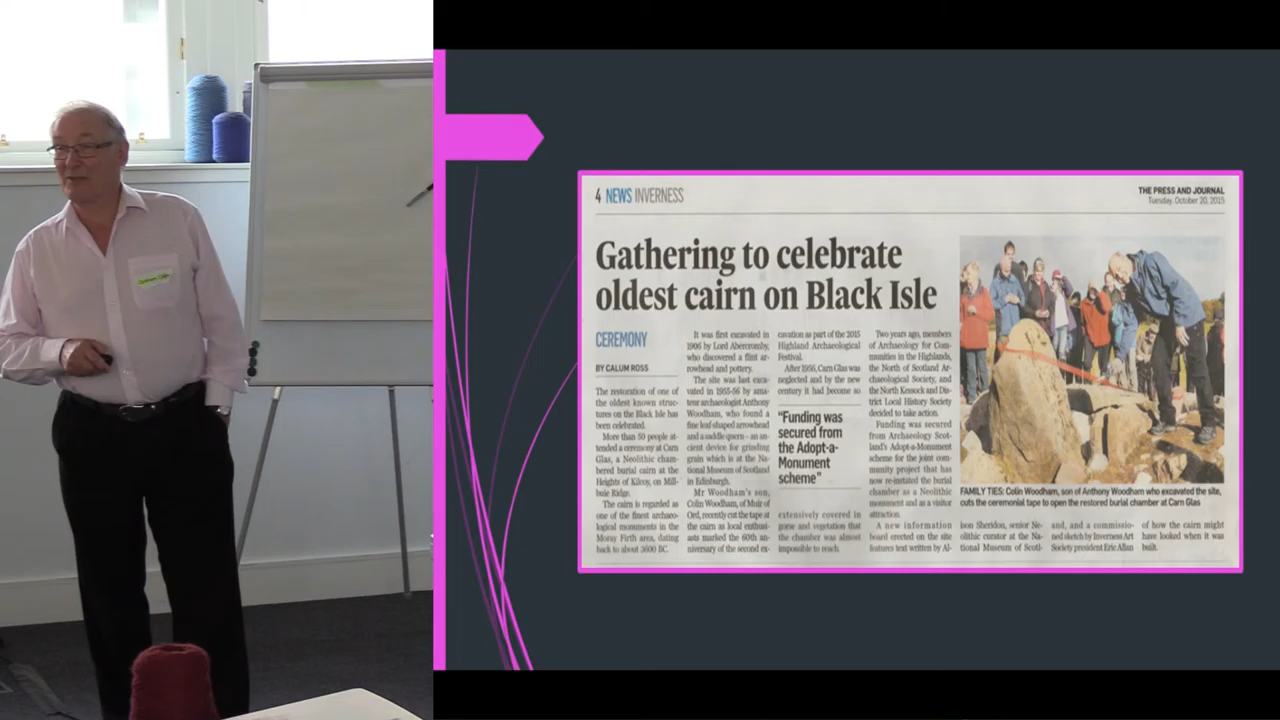 4 NEWS INVERNESS
THE PRESS AND JOURNAL
Tuesday, October 20, 2015
Gathering to celebrate
oldest cairn on Black Isle
CEREMONY
BY CALUM ROSS
The restoration of one of
the oldest known struc-
tures on the Black Isle has
been celebrated.
More than 50 people at-
tended a ceremony at Carn
Glas, a Neolithic cham-
bered burial cairn at the
Heights of Kilcoy, on Mill-
buie Ridge.
The cairn is regarded as
one of the finest archaeo-
logical monuments in the
Moray Firth area, dating
back to about 3600 BC.
It was first excavated in
1906 by Lord Abercromby,
who discovered a flint ar-
rowhead and pottery.
The site was last exca-
vated in 1955-56 by ama-
teur archaeologist Anthony
Woodham, who found a
fine leaf-shaped arrowhead
and a saddle quern - an an-
cient device for grinding
grain which is at the Na-
tional Museum of Scotland
in Edinburgh.
Mr Woodham's son,
Colin Woodham, of Muir of
Ord, recently cut the tape at
the cairn as local enthusi-
asts marked the 60th an-
niversary of the second ex-
cavation as part of the 2015
Highland Archaeological
Festival.
After 1956, Carn Glas was
neglected and by the new
century it had become so
"Funding was
secured from
the Adopt-a-
Monument
scheme"
extensively covered in
gorse and vegetation that
the chamber was almost
impossible to reach.
Two years ago, members
of Archaeology for Com-
munities in the Highlands,
the North of Scotland Ar-
chaeological Society, and
the North Kessock and Dis-
trict Local History Society
decided to take action.
Funding was secured
from Archaeology Scot-
land's Adopt-a-Monument
scheme for the joint com-
munity project that has
now re-instated the burial
chamber as a Neolithic
monument and as a visitor
attraction.
A new information
board erected on the site
features text written by Al-
FAMILY TIES: Colin Woodham, son of Anthony Woodham who excavated the site,
cuts the ceremonial tape to open the restored burial chamber at Carn Glas
ison Sheridan, senior Ne-
olithic curator at the Na-
tional Museum of Scotl-
and, and a commissio-
ned sketch by Inverness Art
Society president Eric Allan
of how the cairn might
have looked when it was
built.